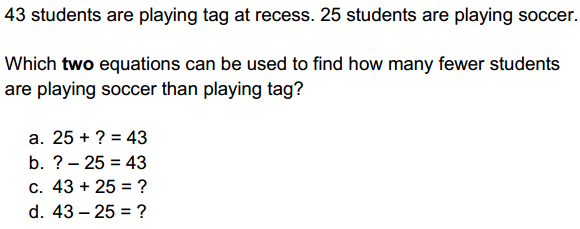 43 students are playing tag at recess. 25 students are playing soccer.
Which two equations can be used to find how many fewer students
are playing soccer than playing tag?
a. 25 + ? = 43
b. ? – 25 = 43
c. 43 + 25 = ?
d. 43 – 25 = ?